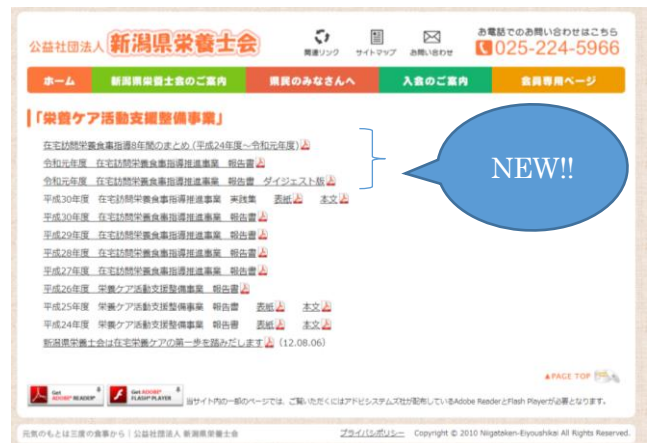 公益社団法人 新潟県栄養士会
関連リンク サイトマップ お問い合わせ
お電話でのお問い合わせはこちら
025-224-5966
ホーム 新潟県栄養士会のご案内 県民のみなさんへ 入会のご案内 会員専用ページ
「栄養ケア活動支援整備事業」
在宅訪問栄養食事指導8年間のまとめ(平成24年度～令和元年度)
令和元年度 在宅訪問栄養食事指導推進事業 報告書
令和元年度 在宅訪問栄養食事指導推進事業 報告書 ダイジェスト版
平成30年度 在宅訪問栄養食事指導推進事業 実践集 表紙 本文
平成30年度 在宅訪問栄養食事指導推進事業 報告書
平成29年度 在宅訪問栄養食事指導推進事業 報告書
平成28年度 在宅訪問栄養食事指導推進事業 報告書
平成27年度 在宅訪問栄養食事指導推進事業 報告書
平成26年度 栄養ケア活動支援整備事業 報告書
平成25年度 栄養ケア活動支援整備事業 報告書 表紙 本文
平成24年度 栄養ケア活動支援整備事業 報告書 表紙 本文
新潟県栄養士会は在宅栄養ケアの第一歩を踏みだします (12.08.06)
NEW!!
▲PAGE TOP
Get ADOBE® READER® Get ADOBE® FLASH® PLAYER 当サイト内の一部のページでは、ご覧いただくにはアドビシステムズ社が配布しているAdobe ReaderとFlash Playerが必要となります。
元気のもとは三度の食事から｜公益社団法人 新潟県栄養士会 プライバシーポリシー Copyright © 2010 Niigataken-Eiyoushikai All Rights Reserved.